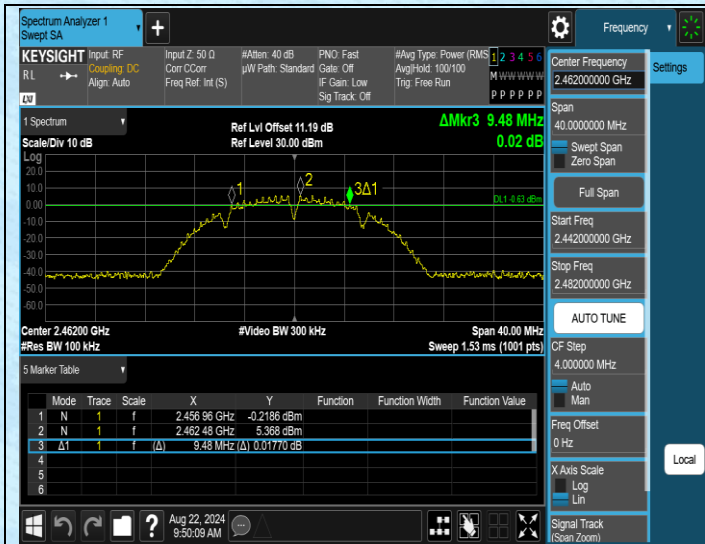 Spectrum Analyzer 1
Swept SA
Frequency
KEYSIGHT
RL
LXI
Input: RF
Coupling: DC
Align: Auto
Input Z: 50 Ω
Corr CCorr
Freq Ref: Int (S)
#Atten: 40 dB
µW Path: Standard
PNO: Fast
Gate: Off
IF Gain: Low
Sig Track: Off
#Avg Type: Power (RMS
Avg|Hold: 100/100
Trig: Free Run
1 2 3 4 5 6
M W W W W W
P P P P P P
1 Spectrum
Scale/Div 10 dB
Ref Lvl Offset 11.19 dB
Ref Level 30.00 dBm
ΔMkr3 9.48 MHz
0.02 dB
Log
20.0
10.0
0.00
-10.0
-20.0
-30.0
-40.0
-50.0
-60.0
1
2
3Δ1
DL1 -0.63 dBm
Center 2.46200 GHz
#Res BW 100 kHz
#Video BW 300 kHz
Span 40.00 MHz
Sweep 1.53 ms (1001 pts)
5 Marker Table
Mode Trace Scale X Y Function Function Width Function Value
1 N 1 f 2.456 96 GHz -0.2186 dBm
2 N 1 f 2.462 48 GHz 5.368 dBm
3 Δ1 1 f (Δ) 9.48 MHz (Δ) 0.01770 dB
4
5
6
?
Aug 22, 2024
9:50:09 AM
Center Frequency
2.462000000 GHz
Span
40.0000000 MHz
Swept Span
Zero Span
Full Span
Start Freq
2.442000000 GHz
Stop Freq
2.482000000 GHz
AUTO TUNE
CF Step
4.000000 MHz
Auto
Man
Freq Offset
0 Hz
X Axis Scale
Log
Lin
Signal Track
(Span Zoom)
Settings
Local